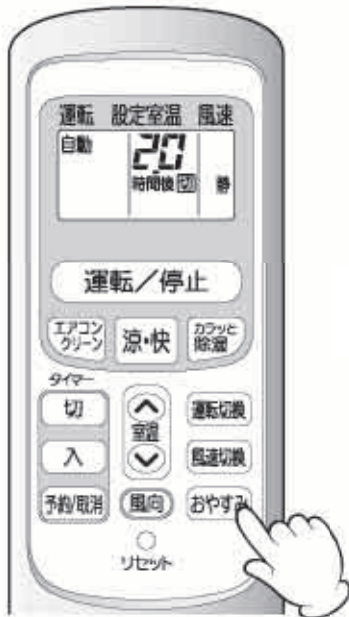 運転 設定室温 風速
自動 2.0
時間後 切 静
運転／停止
エアコンクリーン 涼・快 カラッと除湿
タイマー
切 運転切換
室温
入 風速切換
予約/取消 風向 おやすみ
リセット